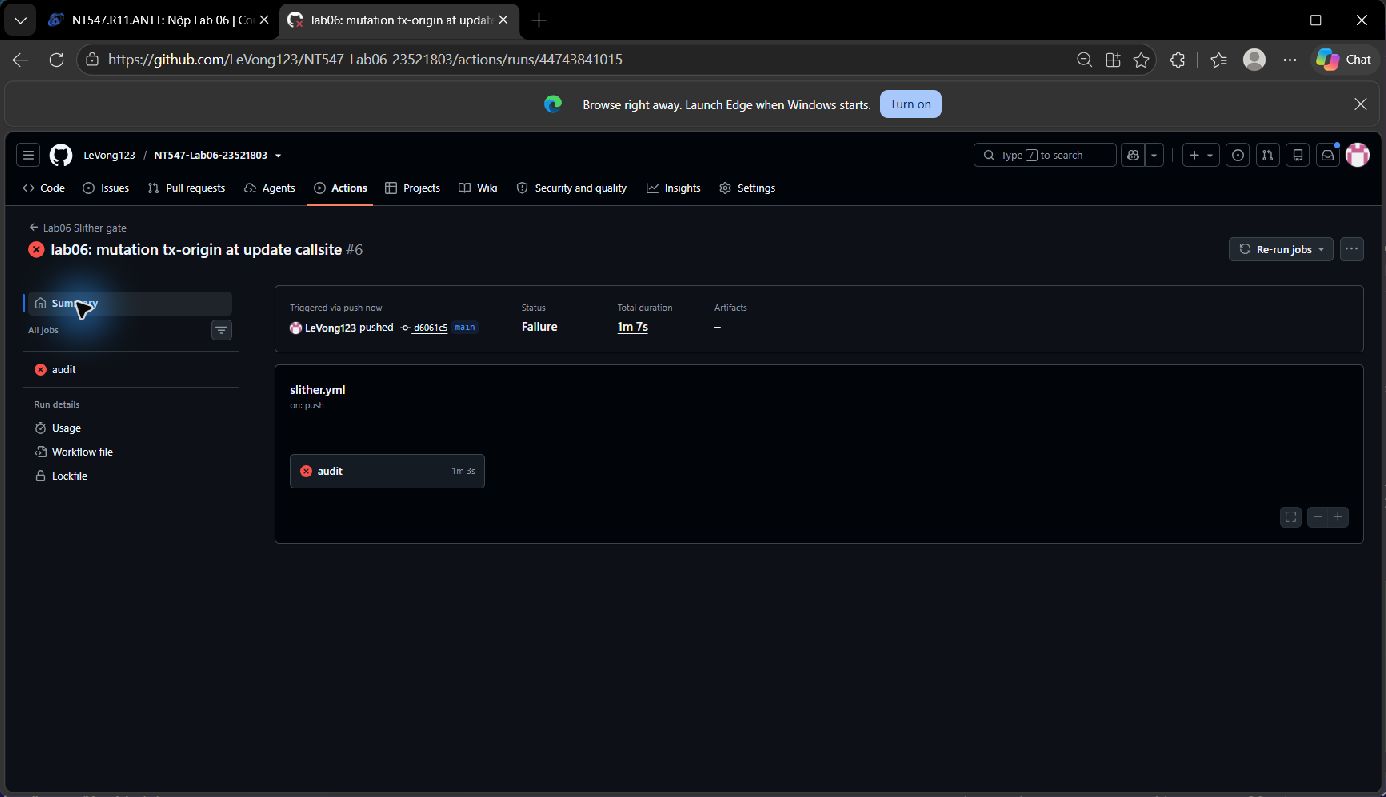 NT547.R11.ANTT: Nộp Lab 06 | Co
lab06: mutation tx-origin at updat
https://github.com/LeVong123/NT547-Lab06-23521803/actions/runs/44743841015
Chat
Browse right away. Launch Edge when Windows starts.
Turn on
LeVong123 / NT547-Lab06-23521803
Type / to search
Code
Issues
Pull requests
Agents
Actions
Projects
Wiki
Security and quality
Insights
Settings
← Lab06 Slither gate
lab06: mutation tx-origin at update callsite #6
Re-run jobs
Summary
All jobs
audit
Run details
Usage
Workflow file
Lockfile
Triggered via push now
LeVong123 pushed d6061c5 main
Status
Failure
Total duration
1m 7s
Artifacts
–
slither.yml
on: push
audit
1m 3s